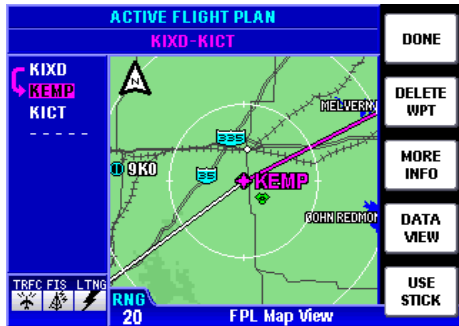 ACTIVE FLIGHT PLAN
KIXD-KICT
KIXD
KEMP
KICT
- - - - -
N
MELVERN
335
9K0
35
KEMP
JOHN REDMO
TRFC FIS LTNG
RNG
20
FPL Map View
DONE
DELETE
WPT
MORE
INFO
DATA
VIEW
USE
STICK